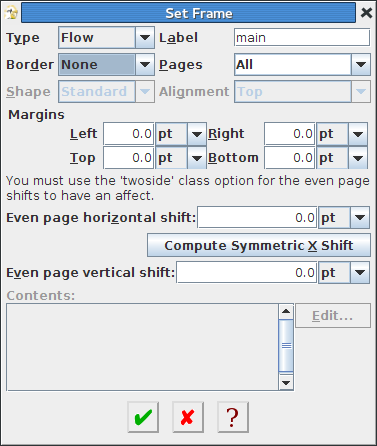 Set Frame
Type Flow Label main
Border None Pages All
Shape Standard Alignment Top
Margins
Left 0.0 pt Right 0.0 pt
Top 0.0 pt Bottom 0.0 pt
You must use the 'twoside' class option for the even page
shifts to have an affect.
Even page horizontal shift: 0.0 pt
Compute Symmetric X Shift
Even page vertical shift: 0.0 pt
Contents:
Edit...
?